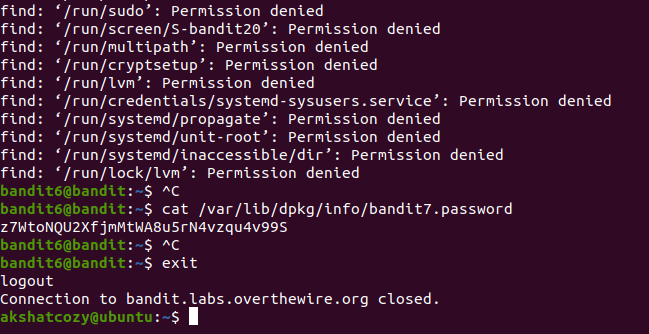 find: ‘/run/sudo’: Permission denied
find: ‘/run/screen/S-bandit20’: Permission denied
find: ‘/run/multipath’: Permission denied
find: ‘/run/cryptsetup’: Permission denied
find: ‘/run/lvm’: Permission denied
find: ‘/run/credentials/systemd-sysusers.service’: Permission denied
find: ‘/run/systemd/propagate’: Permission denied
find: ‘/run/systemd/unit-root’: Permission denied
find: ‘/run/systemd/inaccessible/dir’: Permission denied
find: ‘/run/lock/lvm’: Permission denied
bandit6@bandit:~$ ^C
bandit6@bandit:~$ cat /var/lib/dpkg/info/bandit7.password
z7WtoNQU2XfjmMtWA8u5rN4vzqu4v99S
bandit6@bandit:~$ ^C
bandit6@bandit:~$ exit
logout
Connection to bandit.labs.overthewire.org closed.
akshatcozy@ubuntu:~$